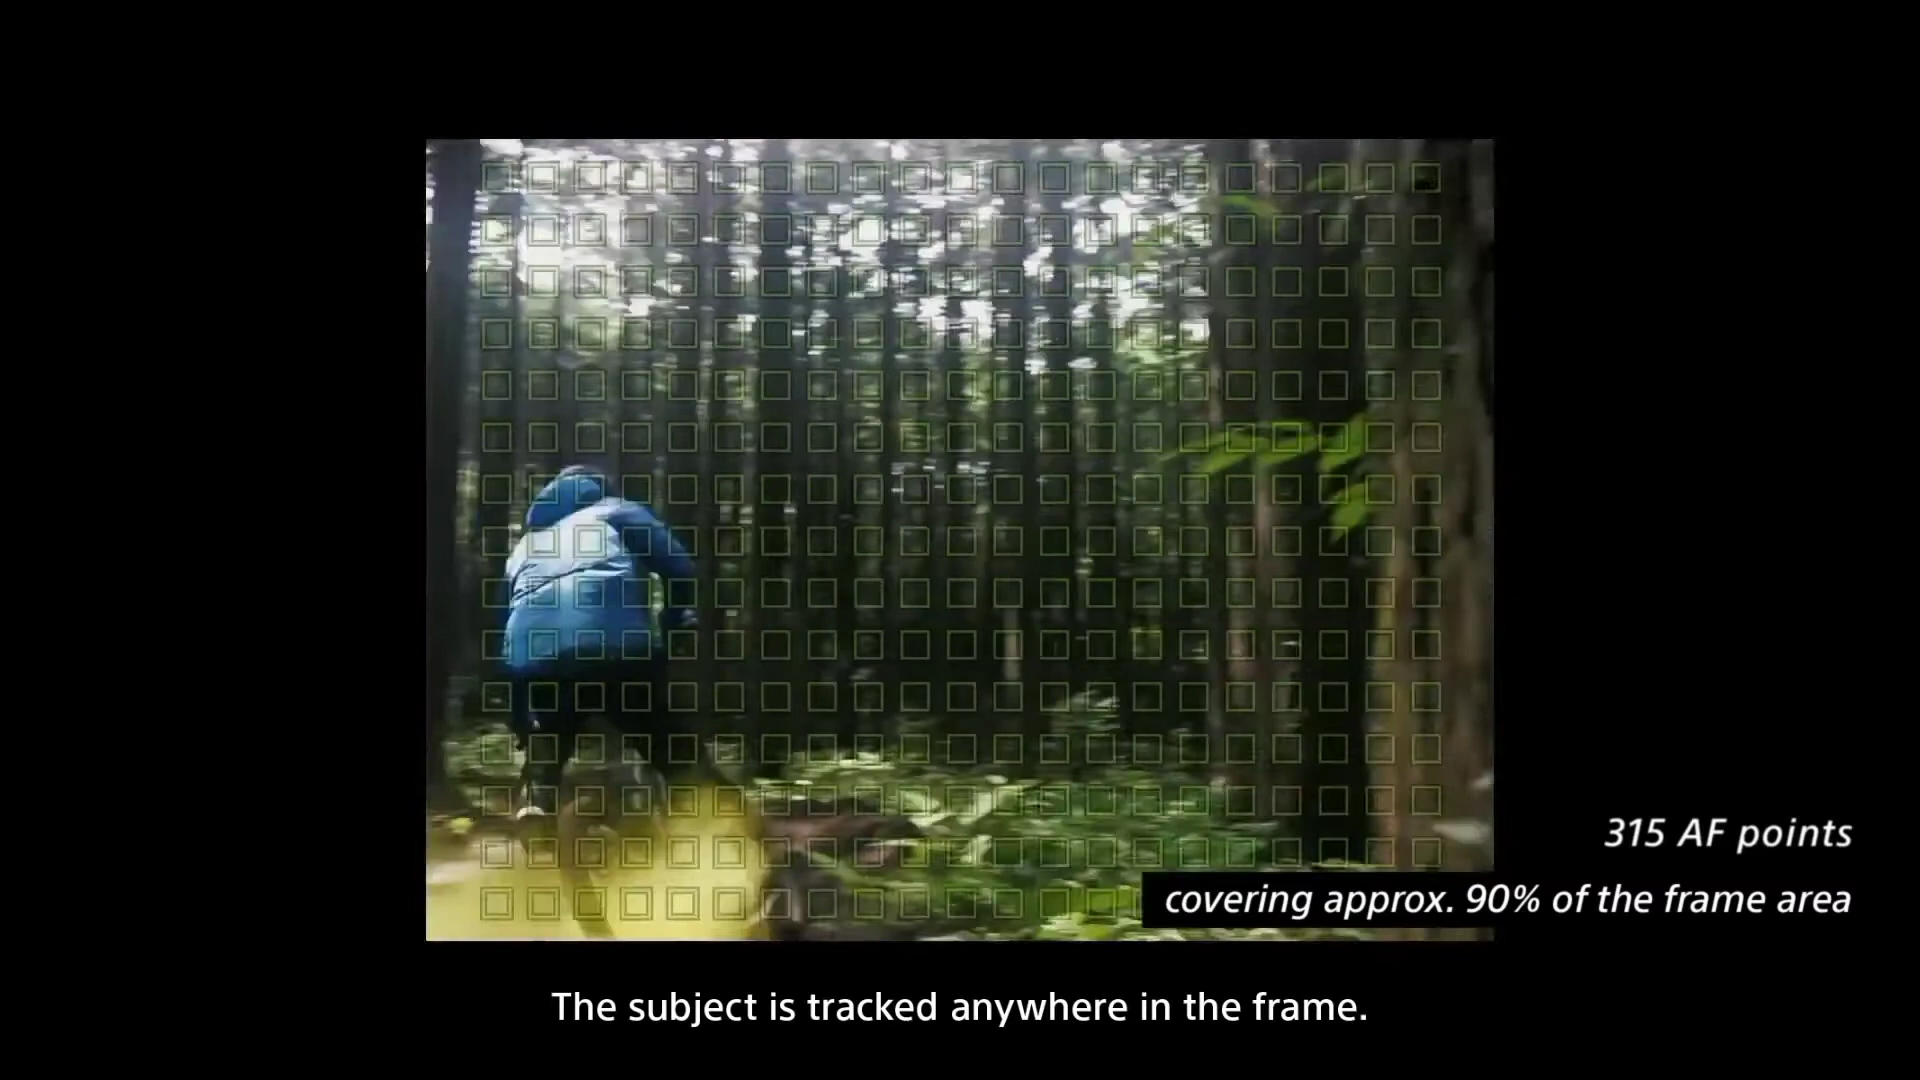 315 AF points
covering approx. 90% of the frame area
The subject is tracked anywhere in the frame.